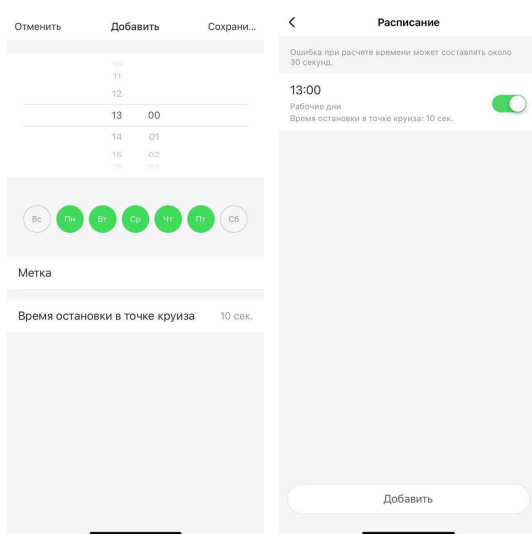 Отменить Добавить Сохрани...
11
12
13 00
14 01
15 02
Вс Пн Вт Ср Чт Пт Сб
Метка
Время остановки в точке круиза 10 сек.
Расписание
Ошибка при расчете времени может составлять около
30 секунд.
13:00
Рабочие дни
Время остановки в точке круиза: 10 сек.
Добавить